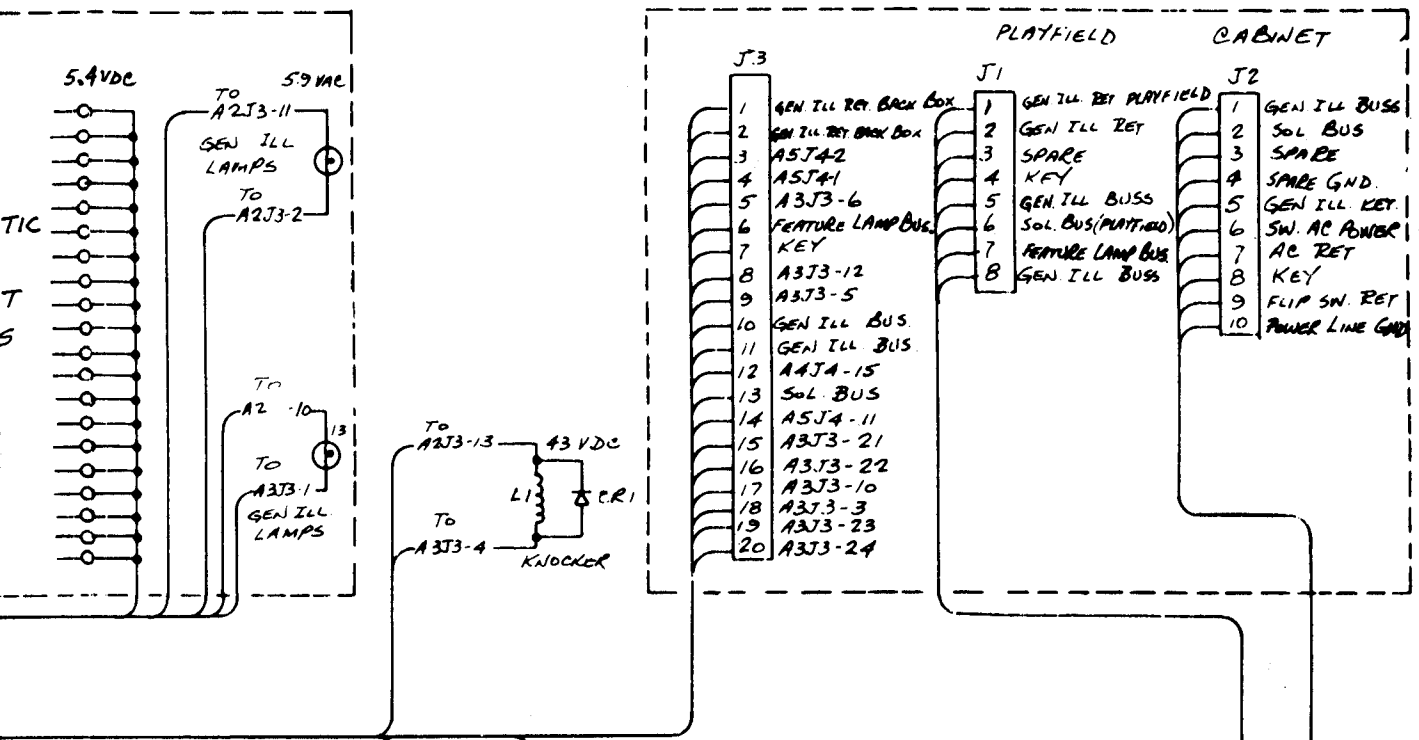 5.4VDC
5.9 VAC
TO
A2J3-11
GEN ILL
LAMPS
TO
A2J3-2
TIC
T
S
TO
A2 -10
13
TO
A3J3-1
GEN ILL.
LAMPS
TO
A2J3-13
43 VDC
L1
CR1
TO
A3J3-4
KNOCKER
J3
1 GEN. ILL RET. BACK BOX
2 GEN ILL. RET BACK BOX
3 A5J4-2
4 A5J4-1
5 A3J3-6
6 FEATURE LAMP BUS
7 KEY
8 A3J3-12
9 A3J3-5
10 GEN ILL BUS
11 GEN ILL BUS
12 A4J4-15
13 SOL BUS
14 A5J4-11
15 A3J3-21
16 A3J3-22
17 A3J3-10
18 A3J3-3
19 A3J3-23
20 A3J3-24
PLAYFIELD
J1
1 GEN ILL. RET PLAYFIELD
2 GEN ILL RET
3 SPARE
4 KEY
5 GEN. ILL BUSS
6 SOL. BUS (PLAYFIELD)
7 FEATURE LAMP BUS
8 GEN. ILL BUSS
CABINET
J2
1 GEN ILL BUSS
2 SOL BUS
3 SPARE
4 SPARE GND.
5 GEN ILL. RET.
6 SW. AC POWER
7 AC RET
8 KEY
9 FLIP SW. RET
10 POWER LINE GND